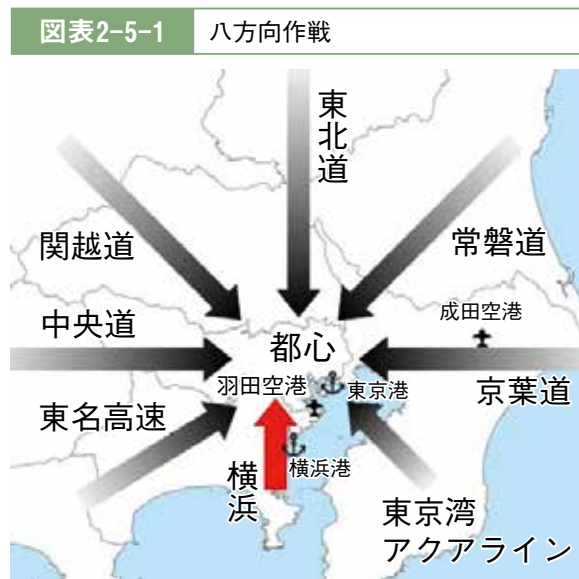 図表2-5-1 八方向作戦
東北道
関越道
常磐道
成田空港
中央道
都心
羽田空港
東京港
京葉道
東名高速
横浜港
横浜
東京湾
アクアライン